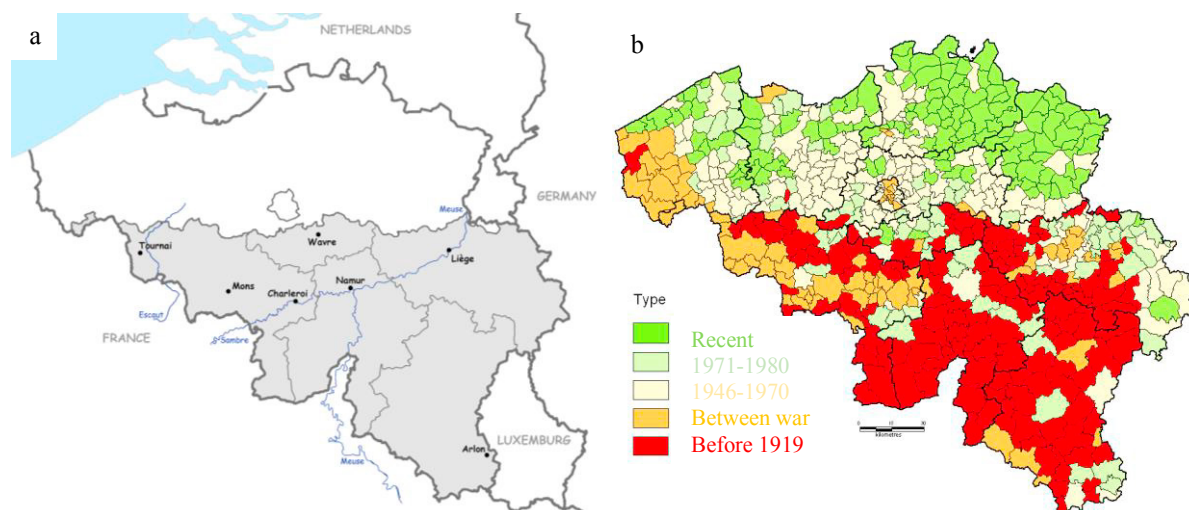 a
NETHERLANDS
GERMANY
Meuse
Tournai
Wavre
Liège
Mons
Namur
Charleroi
Escaut
Sambre
FRANCE
LUXEMBURG
Arlon
Meuse
b
Type
Recent
1971-1980
1946-1970
Between war
Before 1919
kilometres